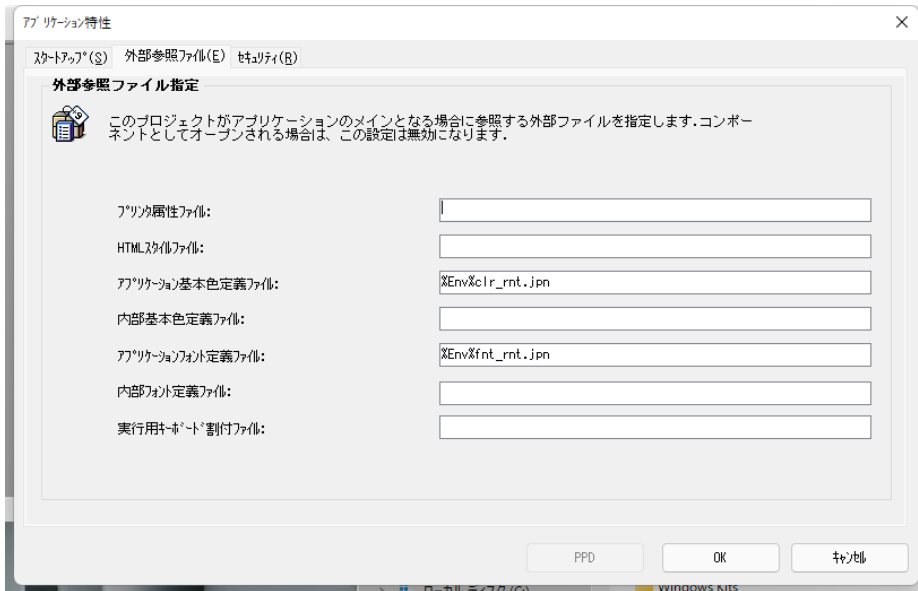 アプリケーション特性
スタートアップ(S) 外部参照ファイル(E) セキュリティ(R)
外部参照ファイル指定
このプロジェクトがアプリケーションのメインとなる場合に参照する外部ファイルを指定します.コンポー
ネントとしてオープンされる場合は、この設定は無効になります.
プリンタ属性ファイル:
HTMLスタイルファイル:
アプリケーション基本色定義ファイル: %Env%clr_rnt.jpn
内部基本色定義ファイル:
アプリケーションフォント定義ファイル: %Env%fnt_rnt.jpn
内部フォント定義ファイル:
実行用キーボード割付ファイル:
PPD OK キャンセル
ローカル ディスク (C:) Windows Kits